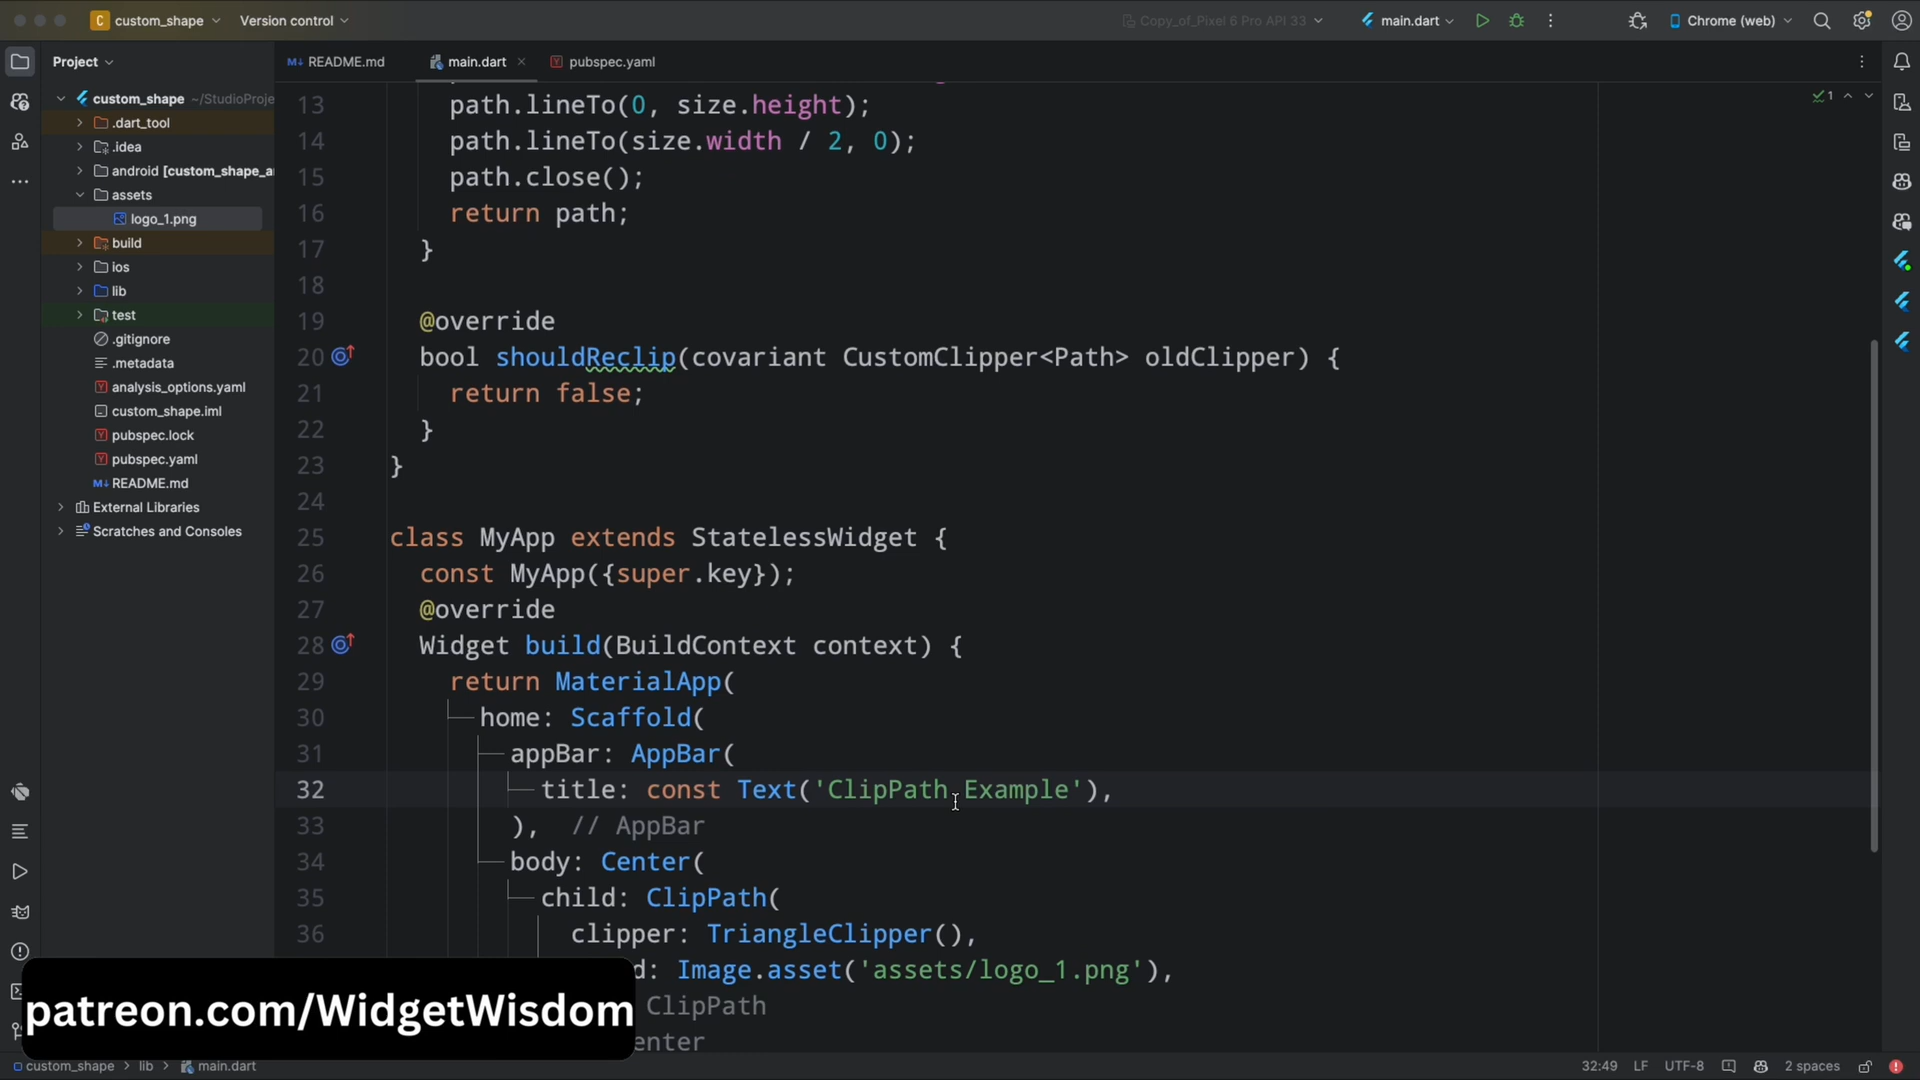 C custom_shape
Version control
Copy_of_Pixel 6 Pro API 33
main.dart
Chrome (web)
Project
README.md
main.dart
pubspec.yaml
custom_shape ~/StudioProje
.dart_tool
.idea
android [custom_shape_a
assets
logo_1.png
build
ios
lib
test
.gitignore
.metadata
analysis_options.yaml
custom_shape.iml
pubspec.lock
pubspec.yaml
README.md
External Libraries
Scratches and Consoles
1
13 path.lineTo(0, size.height);
14 path.lineTo(size.width / 2, 0);
15 path.close();
16 return path;
17 }
18
19 @override
20 bool shouldReclip(covariant CustomClipper<Path> oldClipper) {
21 return false;
22 }
23 }
24
25 class MyApp extends StatelessWidget {
26 const MyApp({super.key});
27 @override
28 Widget build(BuildContext context) {
29 return MaterialApp(
30 home: Scaffold(
31 appBar: AppBar(
32 title: const Text('ClipPath Example'),
33 ), // AppBar
34 body: Center(
35 child: ClipPath(
36 clipper: TriangleClipper(),
d: Image.asset('assets/logo_1.png'),
ClipPath
enter
patreon.com/WidgetWisdom
custom_shape > lib > main.dart
32:49 LF UTF-8 2 spaces